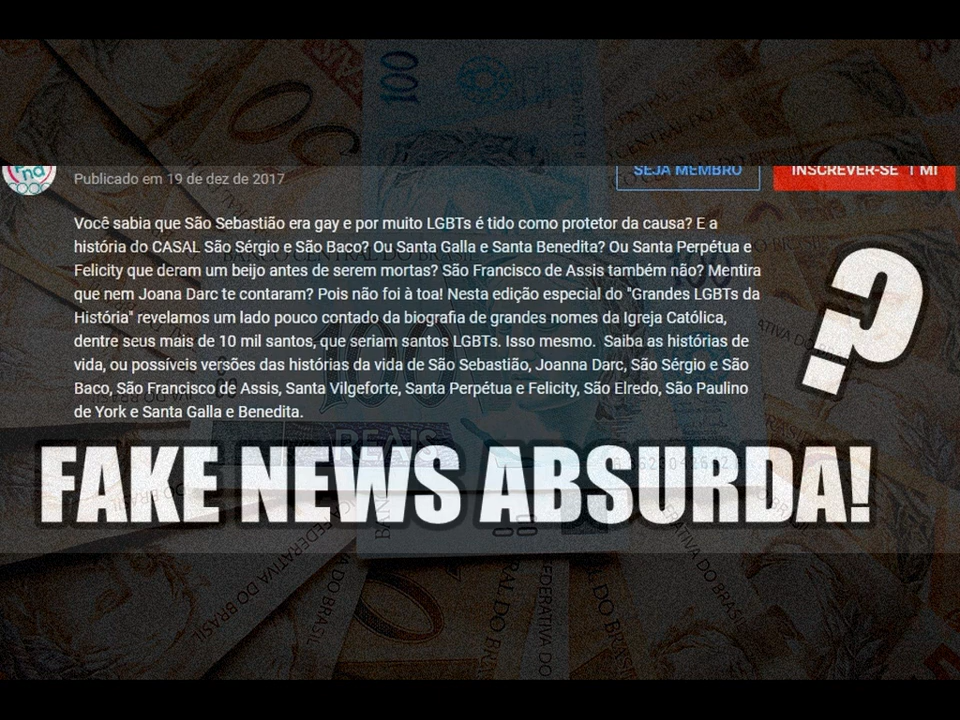 100
Publicado em 19 de dez de 2017
SEJA MEMBRO
INSCREVER-SE 1 MI
Você sabia que São Sebastião era gay e por muito LGBTs é tido como protetor da causa? E a
história do CASAL São Sérgio e São Baco? Ou Santa Galla e Santa Benedita? Ou Santa Perpétua e
Felicity que deram um beijo antes de serem mortas? São Francisco de Assis também não? Mentira
que nem Joana Darc te contaram? Pois não foi à toa! Nesta edição especial do "Grandes LGBTs da
História" revelamos um lado pouco contado da biografia de grandes nomes da Igreja Católica,
dentre seus mais de 10 mil santos, que seriam santos LGBTs. Isso mesmo. Saiba as histórias de
vida, ou possíveis versões das histórias da vida de São Sebastião, Joanna Darc, São Sérgio e São
Baco, São Francisco de Assis, Santa Vilgeforte, Santa Perpétua e Felicity, São Elredo, São Paulino
de York e Santa Galla e Benedita.
?
REAIS
FAKE NEWS ABSURDA!